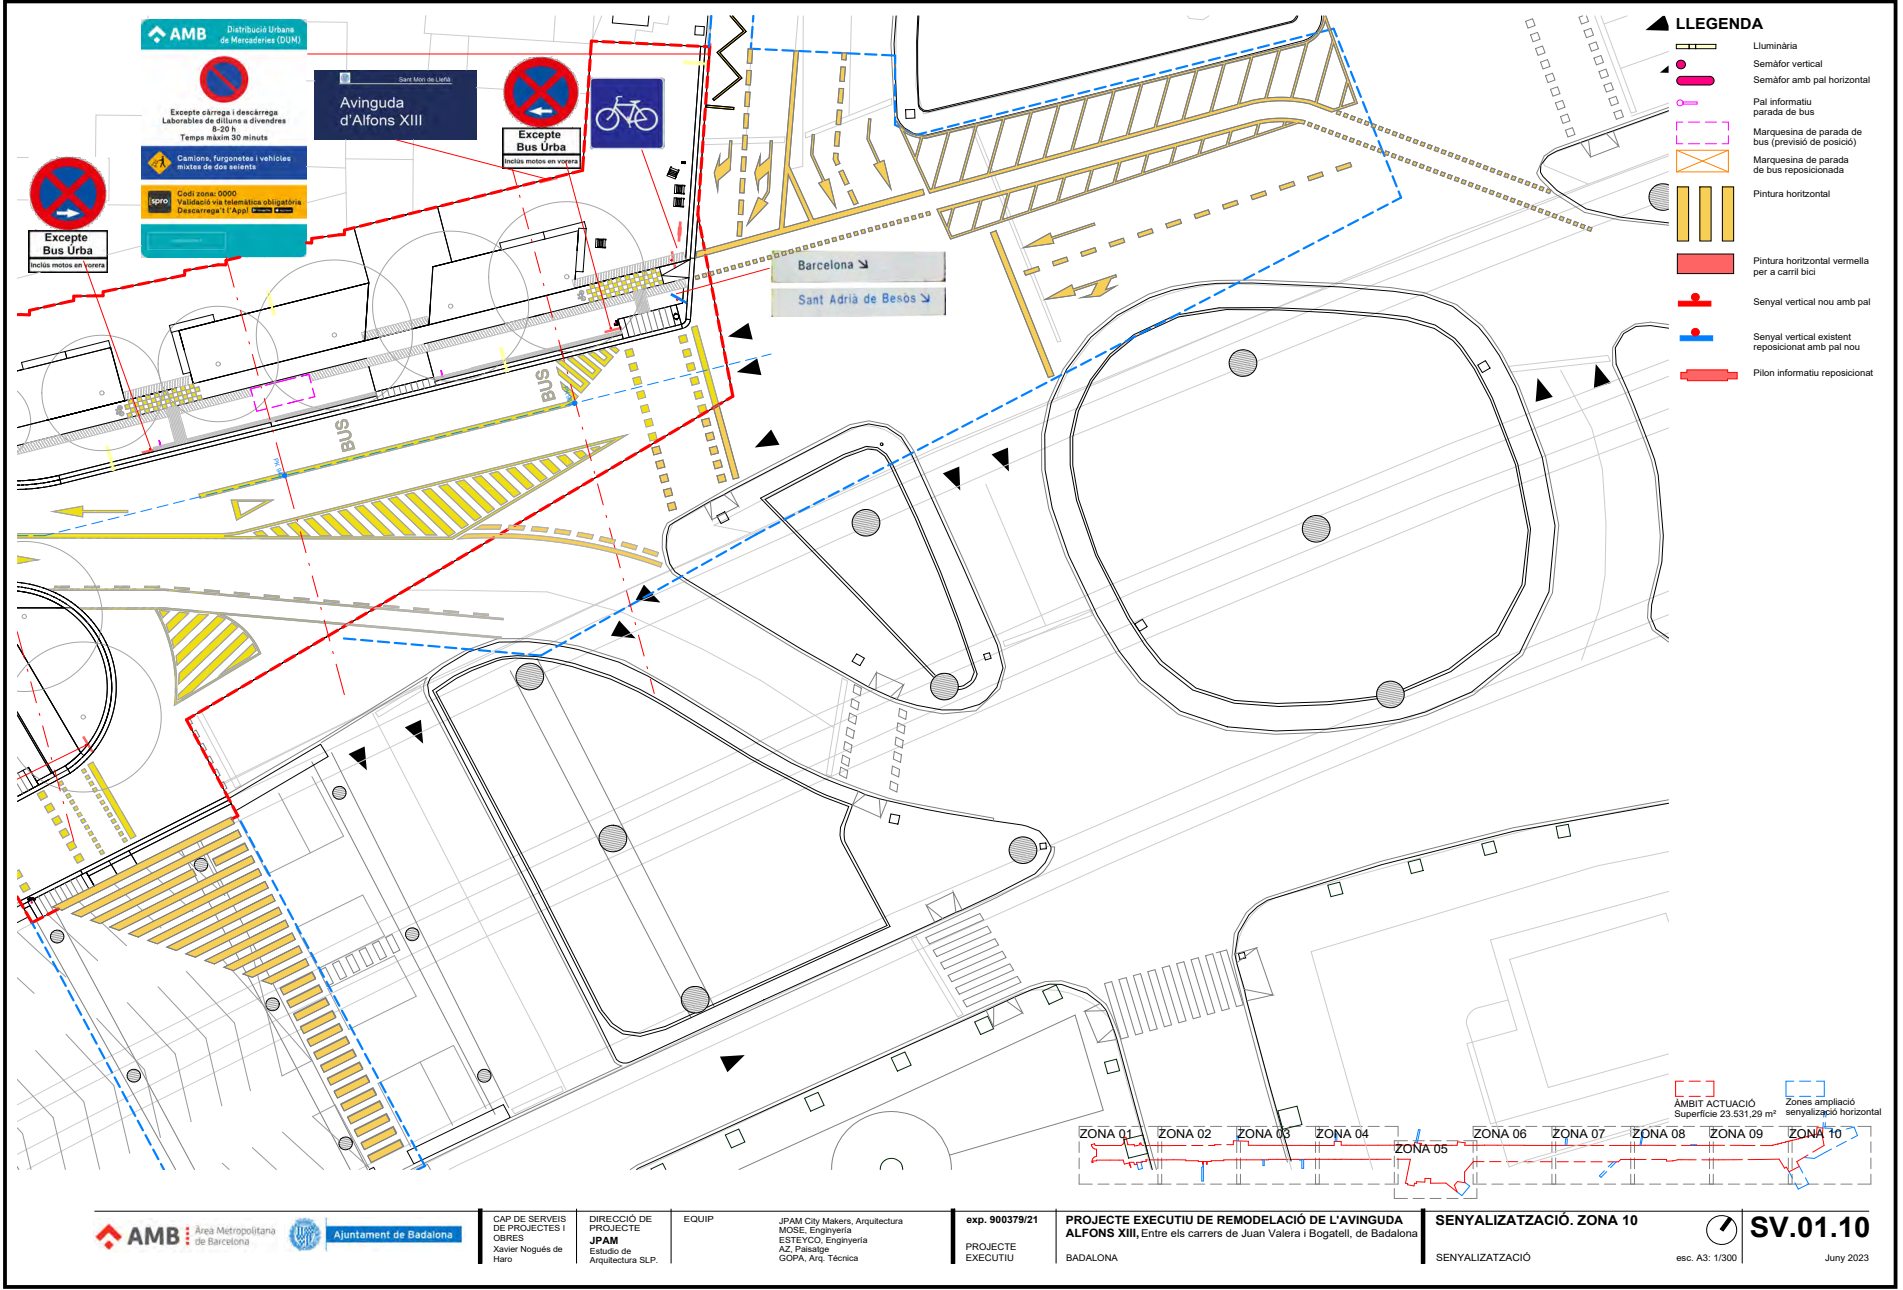 AMB
Distribució Urbana
de Mercaderies (DUM)
Excepte càrrega i descàrrega
Laborables de dilluns a divendres
8-20 h
Temps màxim 30 minuts
Camions, furgonetes i vehicles
mixtes de dos seients
spro
Codi zona: 0000
Validació via telemàtica obligatòria
Descarrega't l'App!
Sant Mori de Llefià
Avinguda
d'Alfons XIII
Excepte
Bus Úrba
Inclús motos en vorera
Excepte
Bus Úrba
Inclús motos en vorera
Barcelona ↘
Sant Adrià de Besòs ↘
BUS
BUS
LLEGENDA
Lluminària
Semàfor vertical
Semàfor amb pal horizontal
Pal informatiu
parada de bus
Marquesina de parada de
bus (previsió de posició)
Marquesina de parada
de bus reposicionada
Pintura horitzontal
Pintura horizontal vermella
per a carril bici
Senyal vertical nou amb pal
Senyal vertical existent
reposicionat amb pal nou
Pilon informatiu reposicionat
ÀMBIT ACTUACIÓ
Superfície 23.531,29 m²
Zones ampliació
senyalizació horizontal
ZONA 01
ZONA 02
ZONA 03
ZONA 04
ZONA 05
ZONA 06
ZONA 07
ZONA 08
ZONA 09
ZONA 10
AMB
Àrea Metropolitana
de Barcelona
Ajuntament de Badalona
CAP DE SERVEIS
DE PROJECTES I
OBRES
Xavier Nogués de
Haro
DIRECCIÓ DE
PROJECTE
JPAM
Estudio de
Arquitectura SLP.
EQUIP
JPAM City Makers, Arquitectura
MOSE, Enginyería
ESTEYCO, Enginyería
AZ, Paisatge
GOPA, Arq. Técnica
exp. 900379/21
PROJECTE
EXECUTIU
PROJECTE EXECUTIU DE REMODELACIÓ DE L'AVINGUDA
ALFONS XIII, Entre els carrers de Juan Valera i Bogatell, de Badalona
BADALONA
SENYALIZATZACIÓ. ZONA 10
SENYALIZATZACIÓ
esc. A3: 1/300
SV.01.10
Juny 2023